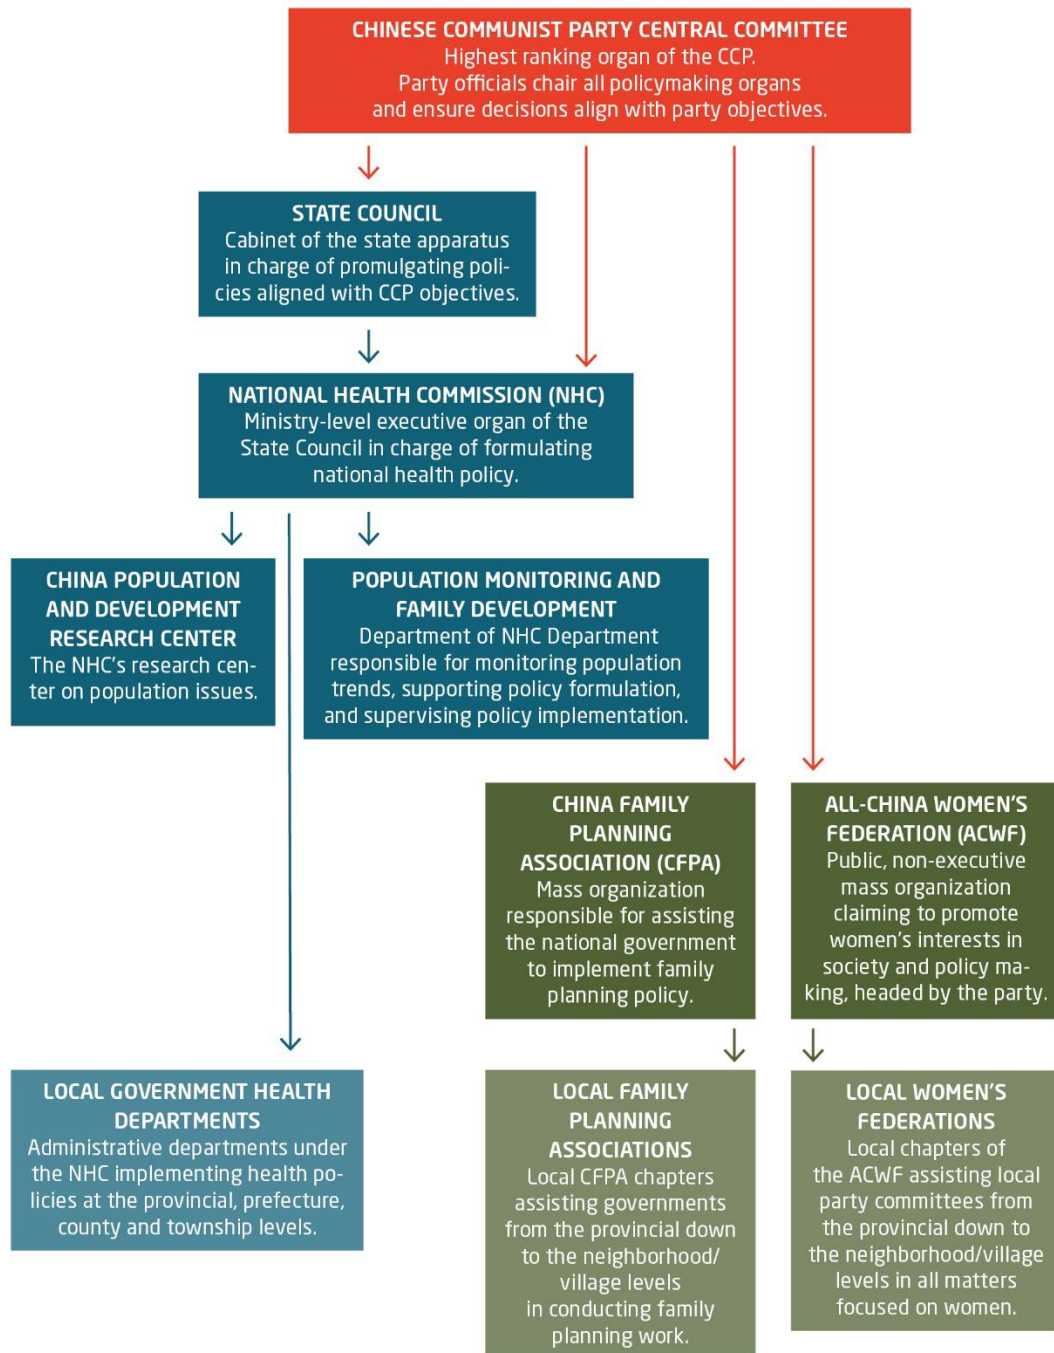 CHINESE COMMUNIST PARTY CENTRAL COMMITTEE
Highest ranking organ of the CCP.
Party officials chair all policymaking organs
and ensure decisions align with party objectives.
STATE COUNCIL
Cabinet of the state apparatus
in charge of promulgating poli-
cies aligned with CCP objectives.
NATIONAL HEALTH COMMISSION (NHC)
Ministry-level executive organ of the
State Council in charge of formulating
national health policy.
CHINA POPULATION
AND DEVELOPMENT
RESEARCH CENTER
The NHC's research cen-
ter on population issues.
POPULATION MONITORING AND
FAMILY DEVELOPMENT
Department of NHC Department
responsible for monitoring population
trends, supporting policy formulation,
and supervising policy implementation.
CHINA FAMILY
PLANNING
ASSOCIATION (CFPA)
Mass organization
responsible for assisting
the national government
to implement family
planning policy.
ALL-CHINA WOMEN'S
FEDERATION (ACWF)
Public, non-executive
mass organization
claiming to promote
women's interests in
society and policy ma-
king, headed by the party.
LOCAL GOVERNMENT HEALTH
DEPARTMENTS
Administrative departments under
the NHC implementing health po-
licies at the provincial, prefecture,
county and township levels.
LOCAL FAMILY
PLANNING
ASSOCIATIONS
Local CFPA chapters
assisting governments
from the provincial down
to the neighborhood/
village levels
in conducting family
planning work.
LOCAL WOMEN'S
FEDERATIONS
Local chapters of
the ACWF assisting local
party committees from
the provincial down to
the neighborhood/village
levels in all matters
focused on women.